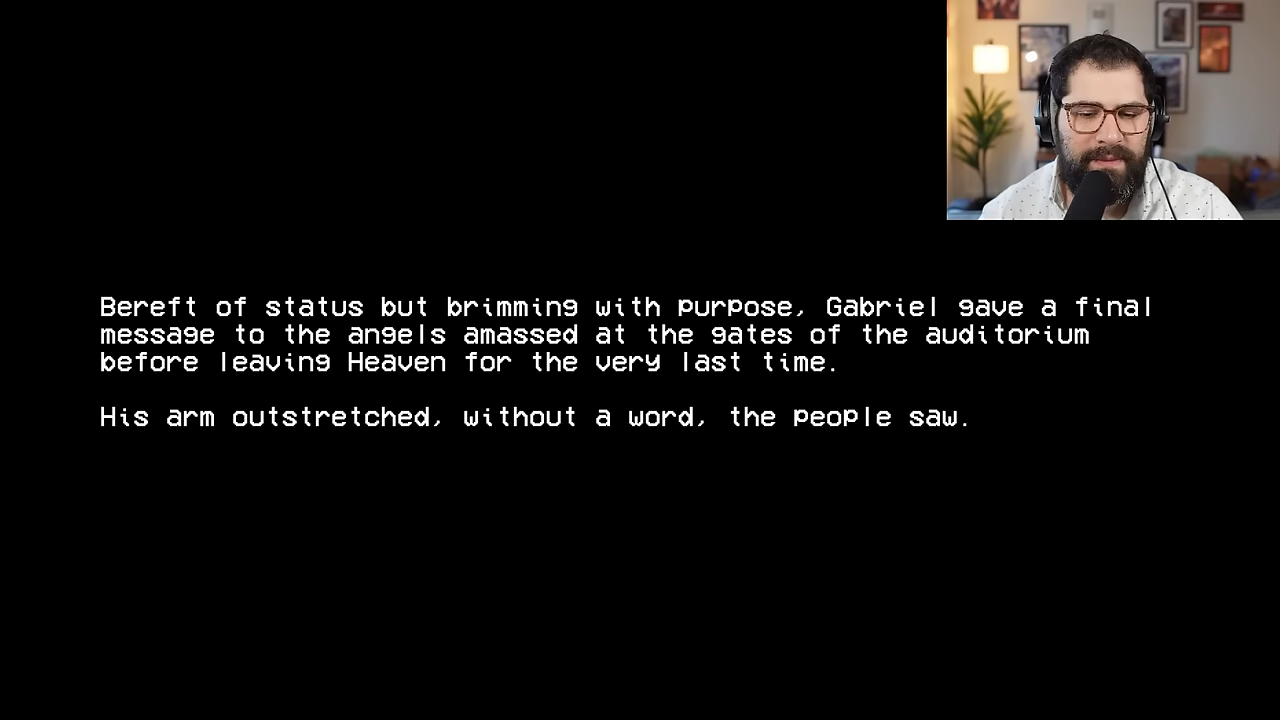 Bereft of status but brimming with purpose, Gabriel gave a final
message to the angels amassed at the gates of the auditorium
before leaving Heaven for the very last time.
His arm outstretched, without a word, the people saw.